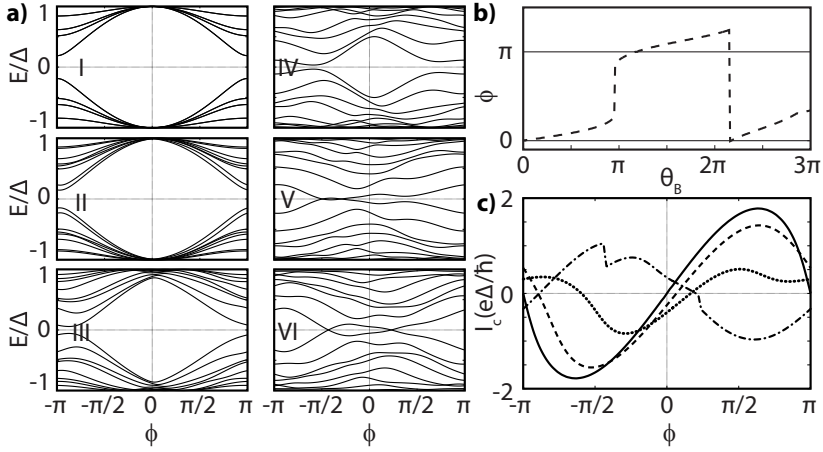 a)
E/Δ
1
0
-1
I
IV
E/Δ
1
0
-1
II
V
E/Δ
1
0
-1
III
VI
-π -π/2 0 π/2 π
-π -π/2 0 π/2 π
ϕ
ϕ
b)
ϕ
π
0
0 π 2π 3π
θ_B
c)
I_c(eΔ/ħ)
2
0
-2
-π -π/2 0 π/2 π
ϕ